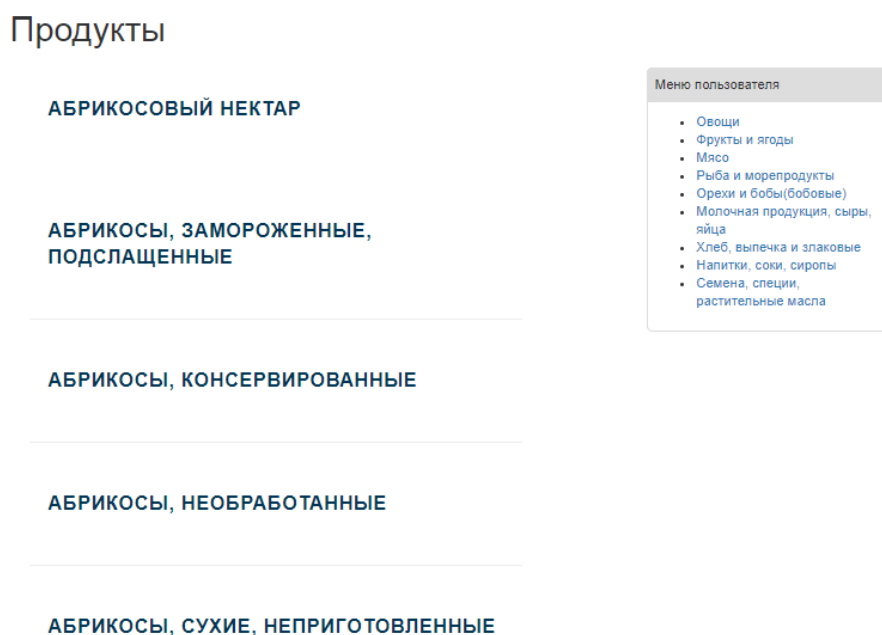 Продукты
АБРИКОСОВЫЙ НЕКТАР
АБРИКОСЫ, ЗАМОРОЖЕННЫЕ,
ПОДСЛАЩЕННЫЕ
АБРИКОСЫ, КОНСЕРВИРОВАННЫЕ
АБРИКОСЫ, НЕОБРАБОТАННЫЕ
АБРИКОСЫ, СУХИЕ, НЕПРИГОТОВЛЕННЫЕ
Меню пользователя
Овощи
Фрукты и ягоды
Мясо
Рыба и морепродукты
Орехи и бобы(бобовые)
Молочная продукция, сыры,
яйца
Хлеб, выпечка и злаковые
Напитки, соки, сиропы
Семена, специи,
растительные масла